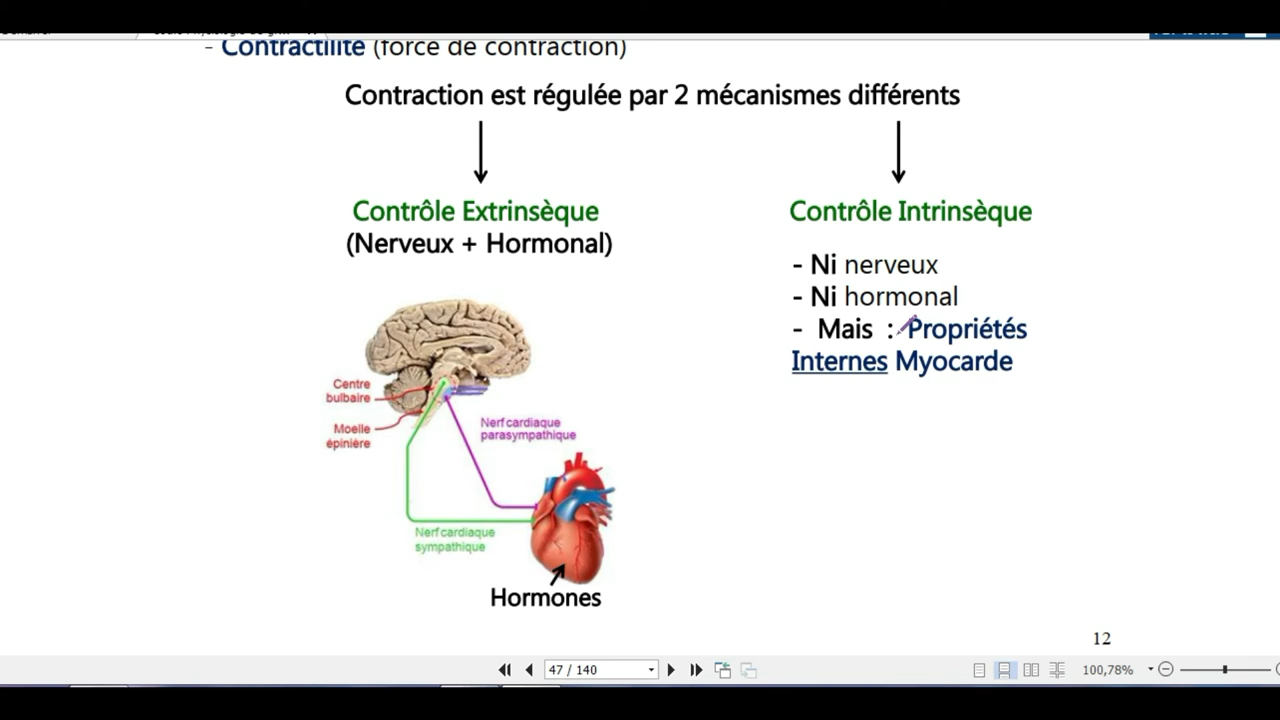 - Contractilité (force de contraction)
Contraction est régulée par 2 mécanismes différents
Contrôle Extrinsèque
(Nerveux + Hormonal)
Contrôle Intrinsèque
- Ni nerveux
- Ni hormonal
- Mais : Propriétés
Internes Myocarde
Centre
bulbaire
Moelle
épinière
Nerf cardiaque
parasympathique
Nerf cardiaque
sympathique
Hormones
12
47 / 140
100,78%